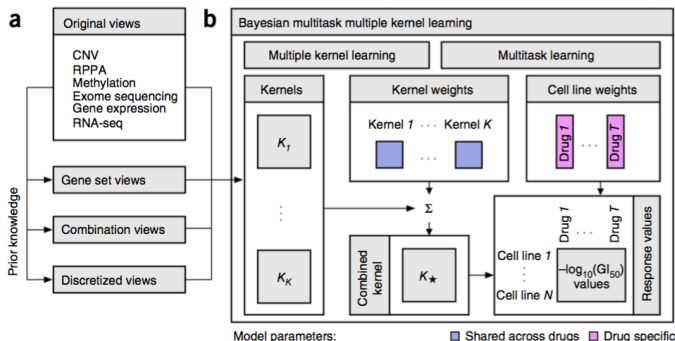 a
Original views
CNV
RPPA
Methylation
Exome sequencing
Gene expression
RNA-seq
Prior knowledge
Gene set views
Combination views
Discretized views
b
Bayesian multitask multiple kernel learning
Multiple kernel learning
Multitask learning
Kernels
K1
⋮
KK
Kernel weights
Kernel 1 ··· Kernel K
...
Cell line weights
Drug 1 ... Drug T
Σ
Combined kernel
K★
Drug 1 ... Drug T
Cell line 1
...
Cell line N
–log10(GI50)
values
Response values
Model parameters: Shared across drugs Drug specific